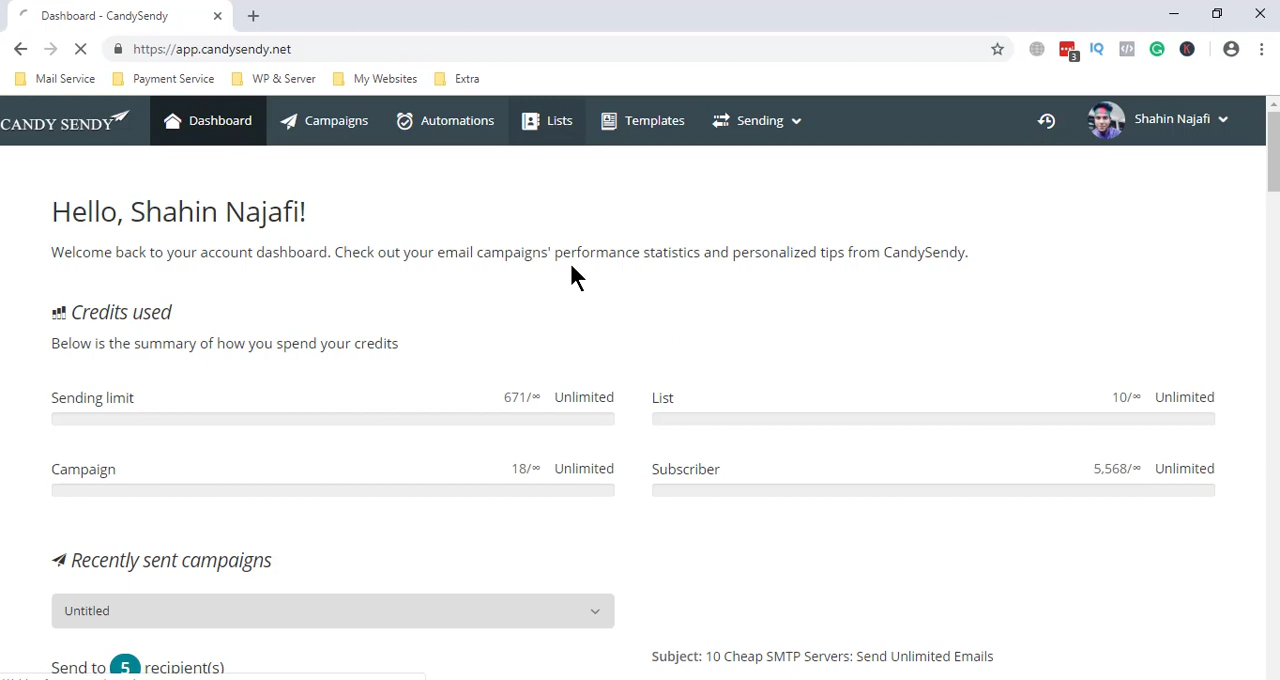 Dashboard - CandySendy
https://app.candysendy.net
3
IQ
K
Mail Service
Payment Service
WP & Server
My Websites
Extra
CANDY SENDY
Dashboard
Campaigns
Automations
Lists
Templates
Sending
Shahin Najafi
Hello, Shahin Najafi!
Welcome back to your account dashboard. Check out your email campaigns' performance statistics and personalized tips from CandySendy.
Credits used
Below is the summary of how you spend your credits
Sending limit 671/∞ Unlimited
List 10/∞ Unlimited
Campaign 18/∞ Unlimited
Subscriber 5,568/∞ Unlimited
Recently sent campaigns
Untitled
Send to 5 recipient(s)
Subject: 10 Cheap SMTP Servers: Send Unlimited Emails